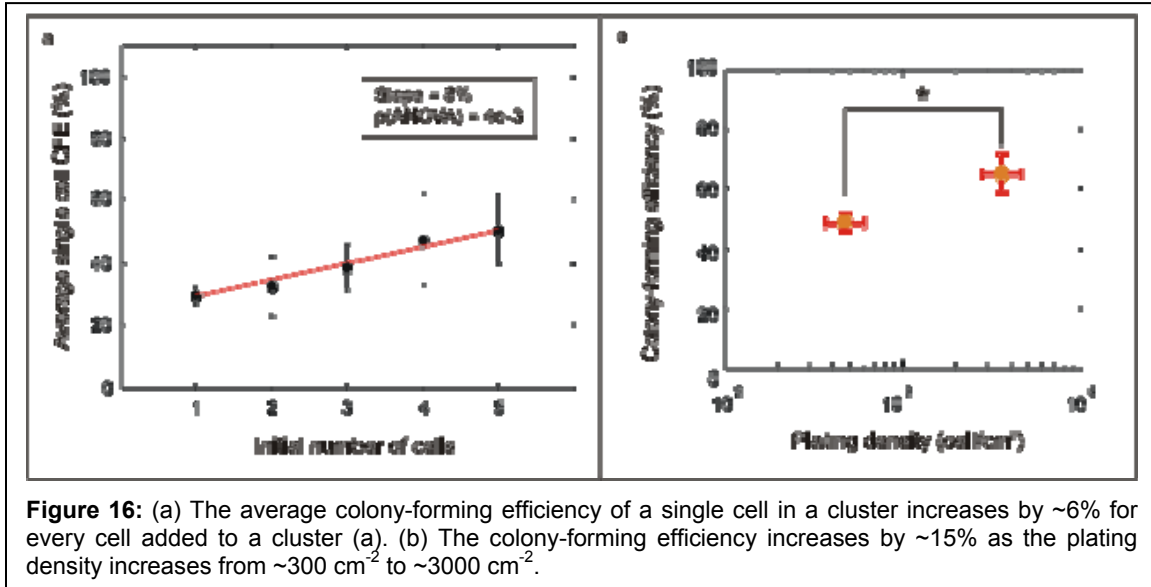 a
Average single cell CFE (%)
100
80
60
40
20
0
Slope =
p(ANOVA) = 4e-3
1
2
3
4
5
Initial number of cells
Colony-forming efficiency (%)
100
80
60
40
20
0
*
10⁴
Plating density (cell/cm²)
Figure 16: (a) The average colony-forming efficiency of a single cell in a cluster increases by ~6% for
every cell added to a cluster (a). (b) The colony-forming efficiency increases by ~15% as the plating
density increases from ~300 cm⁻² to ~3000 cm⁻².